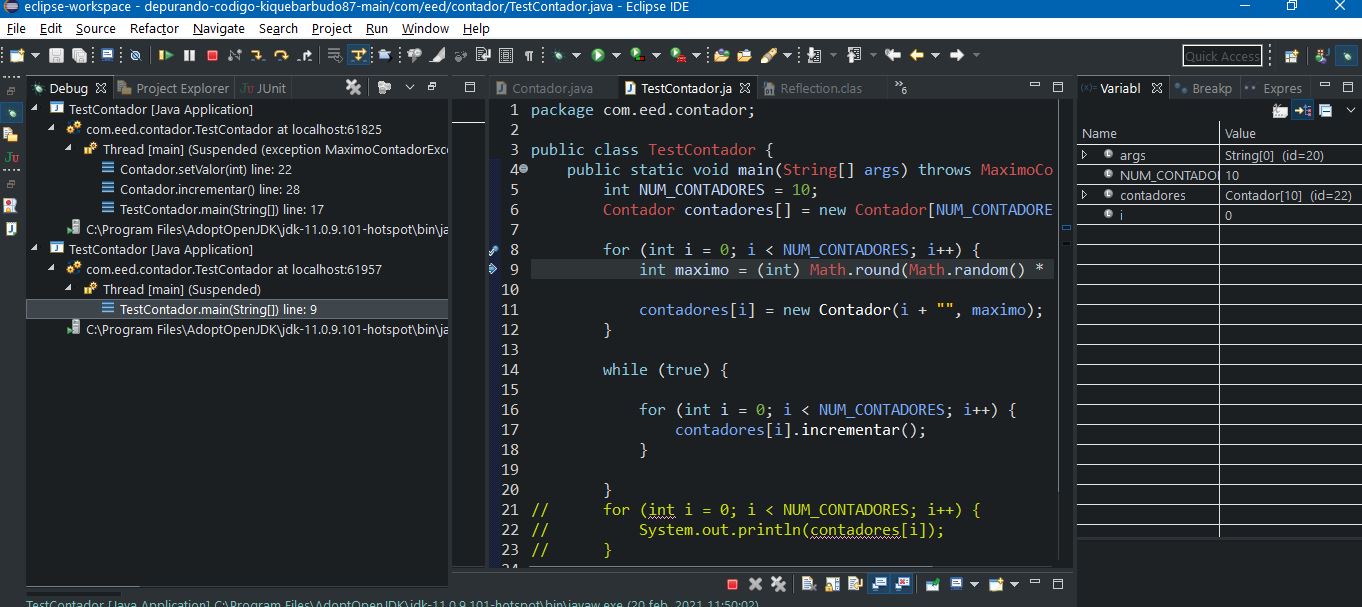 eclipse-workspace - depurando-codigo-kiquebarbudo87-main/com/eed/contador/TestContador.java - Eclipse IDE
File Edit Source Refactor Navigate Search Project Run Window Help
Quick Access
Debug Project Explorer JUnit
TestContador [Java Application]
com.eed.contador.TestContador at localhost:61825
Thread [main] (Suspended (exception MaximoContadorExc
Contador.setValor(int) line: 22
Contador.incrementar() line: 28
TestContador.main(String[]) line: 17
C:\Program Files\AdoptOpenJDK\jdk-11.0.9.101-hotspot\bin\ja
TestContador [Java Application]
com.eed.contador.TestContador at localhost:61957
Thread [main] (Suspended)
TestContador.main(String[]) line: 9
C:\Program Files\AdoptOpenJDK\jdk-11.0.9.101-hotspot\bin\ja
Contador.java TestContador.ja Reflection.clas »6
1 package com.eed.contador;
2
3 public class TestContador {
4 public static void main(String[] args) throws MaximoCo
5 int NUM_CONTADORES = 10;
6 Contador contadores[] = new Contador[NUM_CONTADORE
7
8 for (int i = 0; i < NUM_CONTADORES; i++) {
9 int maximo = (int) Math.round(Math.random() *
10
11 contadores[i] = new Contador(i + "", maximo);
12 }
13
14 while (true) {
15
16 for (int i = 0; i < NUM_CONTADORES; i++) {
17 contadores[i].incrementar();
18 }
19
20 }
21 // for (int i = 0; i < NUM_CONTADORES; i++) {
22 // System.out.println(contadores[i]);
23 // }
Variabl Breakp Expres
Name Value
args String[0] (id=20)
NUM_CONTADO 10
contadores Contador[10] (id=22)
i 0
TestContador [Java Application] C:\Program Files\AdoptOpenJDK\jdk-11.0.9.101-hotspot\bin\javaw.exe (20 feb. 2021 11:50:02)